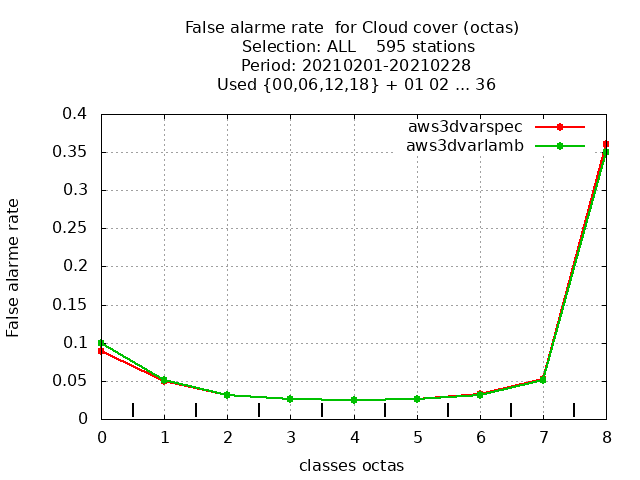 False alarme rate  for Cloud cover (octas)
Selection: ALL    595 stations
Period: 20210201-20210228
Used {00,06,12,18} + 01 02 ... 36
aws3dvarspec
aws3dvarlamb
False alarme rate
0.4
0.35
0.3
0.25
0.2
0.15
0.1
0.05
0
0 1 2 3 4 5 6 7 8
classes octas